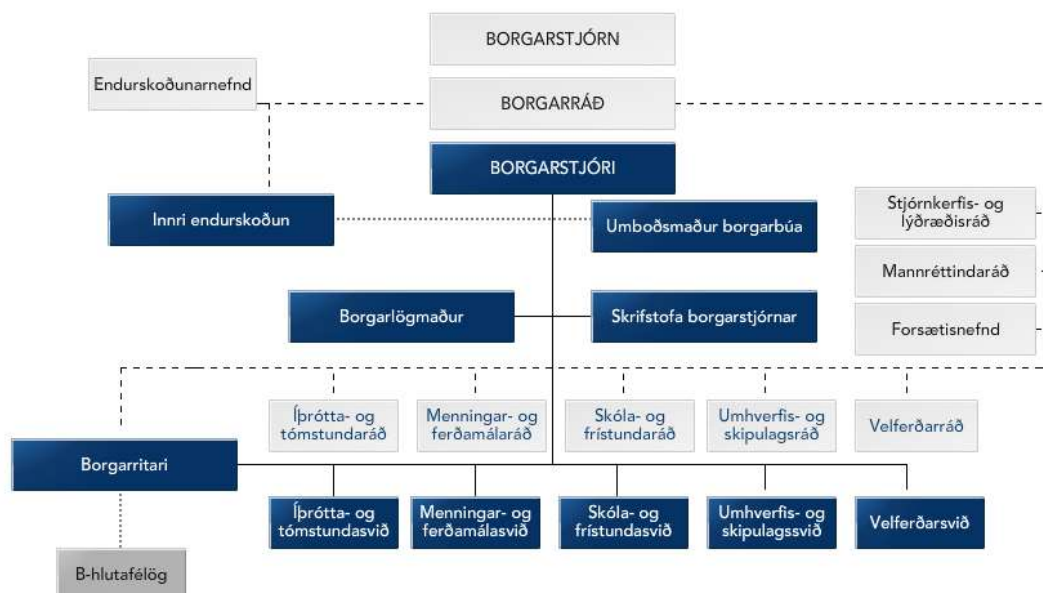 BORGARSTJÓRN
Endurskoðunarnefnd
BORGARRÁÐ
BORGARSTJÓRI
Innri endurskoðun
Umboðsmaður borgarbúa
Stjórnkerfis- og
lýðræðisráð
Mannréttindaráð
Borgarlögmaður
Skrifstofa borgarstjórnar
Forsætisnefnd
Íþrótta- og
tómstundaráð
Menningar- og
ferðamálaráð
Skóla- og
frístundaráð
Umhverfis- og
skipulagsráð
Velferðarráð
Borgarritari
Íþrótta- og
tómstundasvið
Menningar- og
ferðamálasvið
Skóla- og
frístundasvið
Umhverfis- og
skipulagssvið
Velferðarsvið
B-hlutafélög